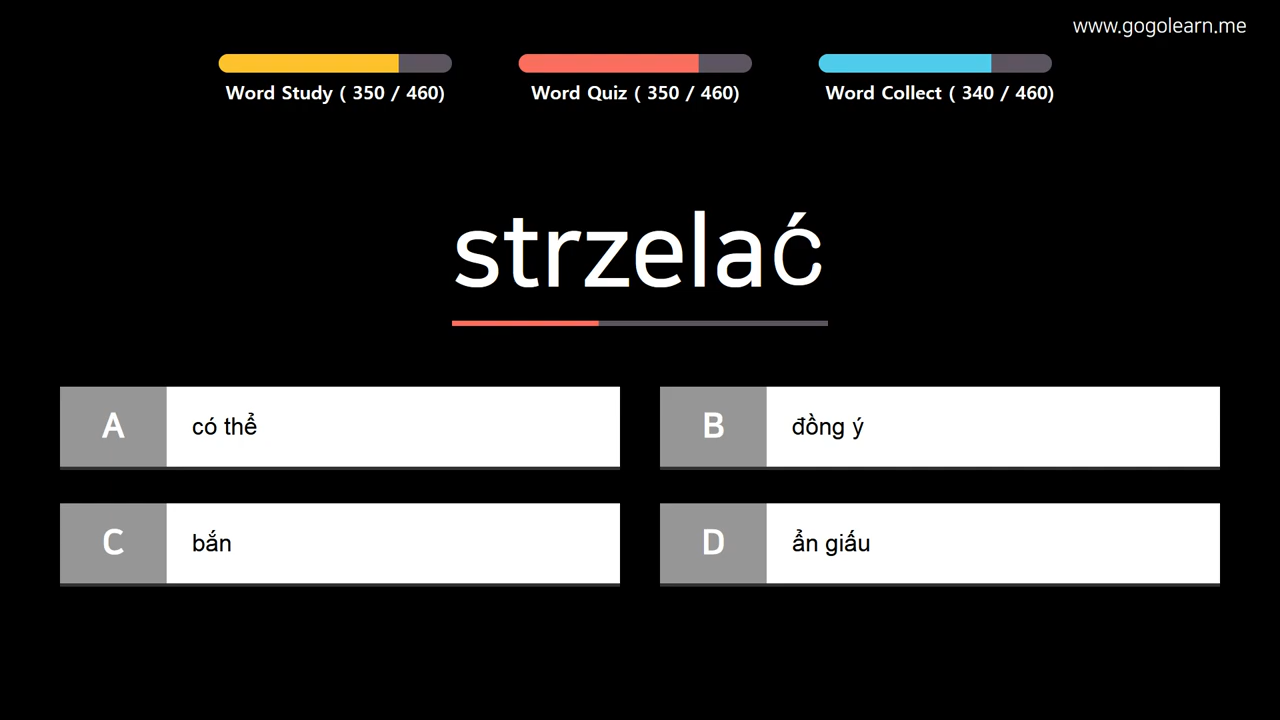 www.gogolearn.me
Word Study ( 350 / 460)
Word Quiz ( 350 / 460)
Word Collect ( 340 / 460)
strzelać
A
có thể
B
đồng ý
C
bắn
D
ẩn giấu